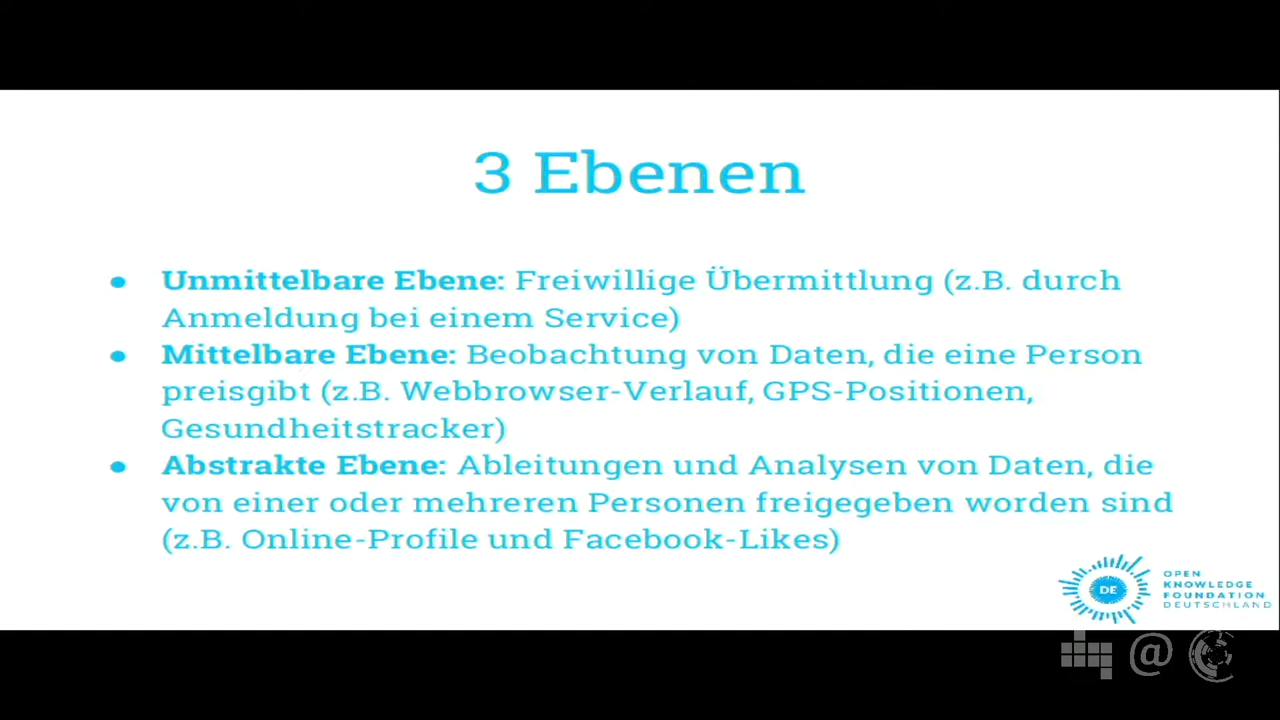 3 Ebenen
● Unmittelbare Ebene: Freiwillige Übermittlung (z.B. durch
Anmeldung bei einem Service)
● Mittelbare Ebene: Beobachtung von Daten, die eine Person
preisgibt (z.B. Webbrowser-Verlauf, GPS-Positionen,
Gesundheitstracker)
● Abstrakte Ebene: Ableitungen und Analysen von Daten, die
von einer oder mehreren Personen freigegeben worden sind
(z.B. Online-Profile und Facebook-Likes)
DE
OPEN
KNOWLEDGE
FOUNDATION
DEUTSCHLAND
@